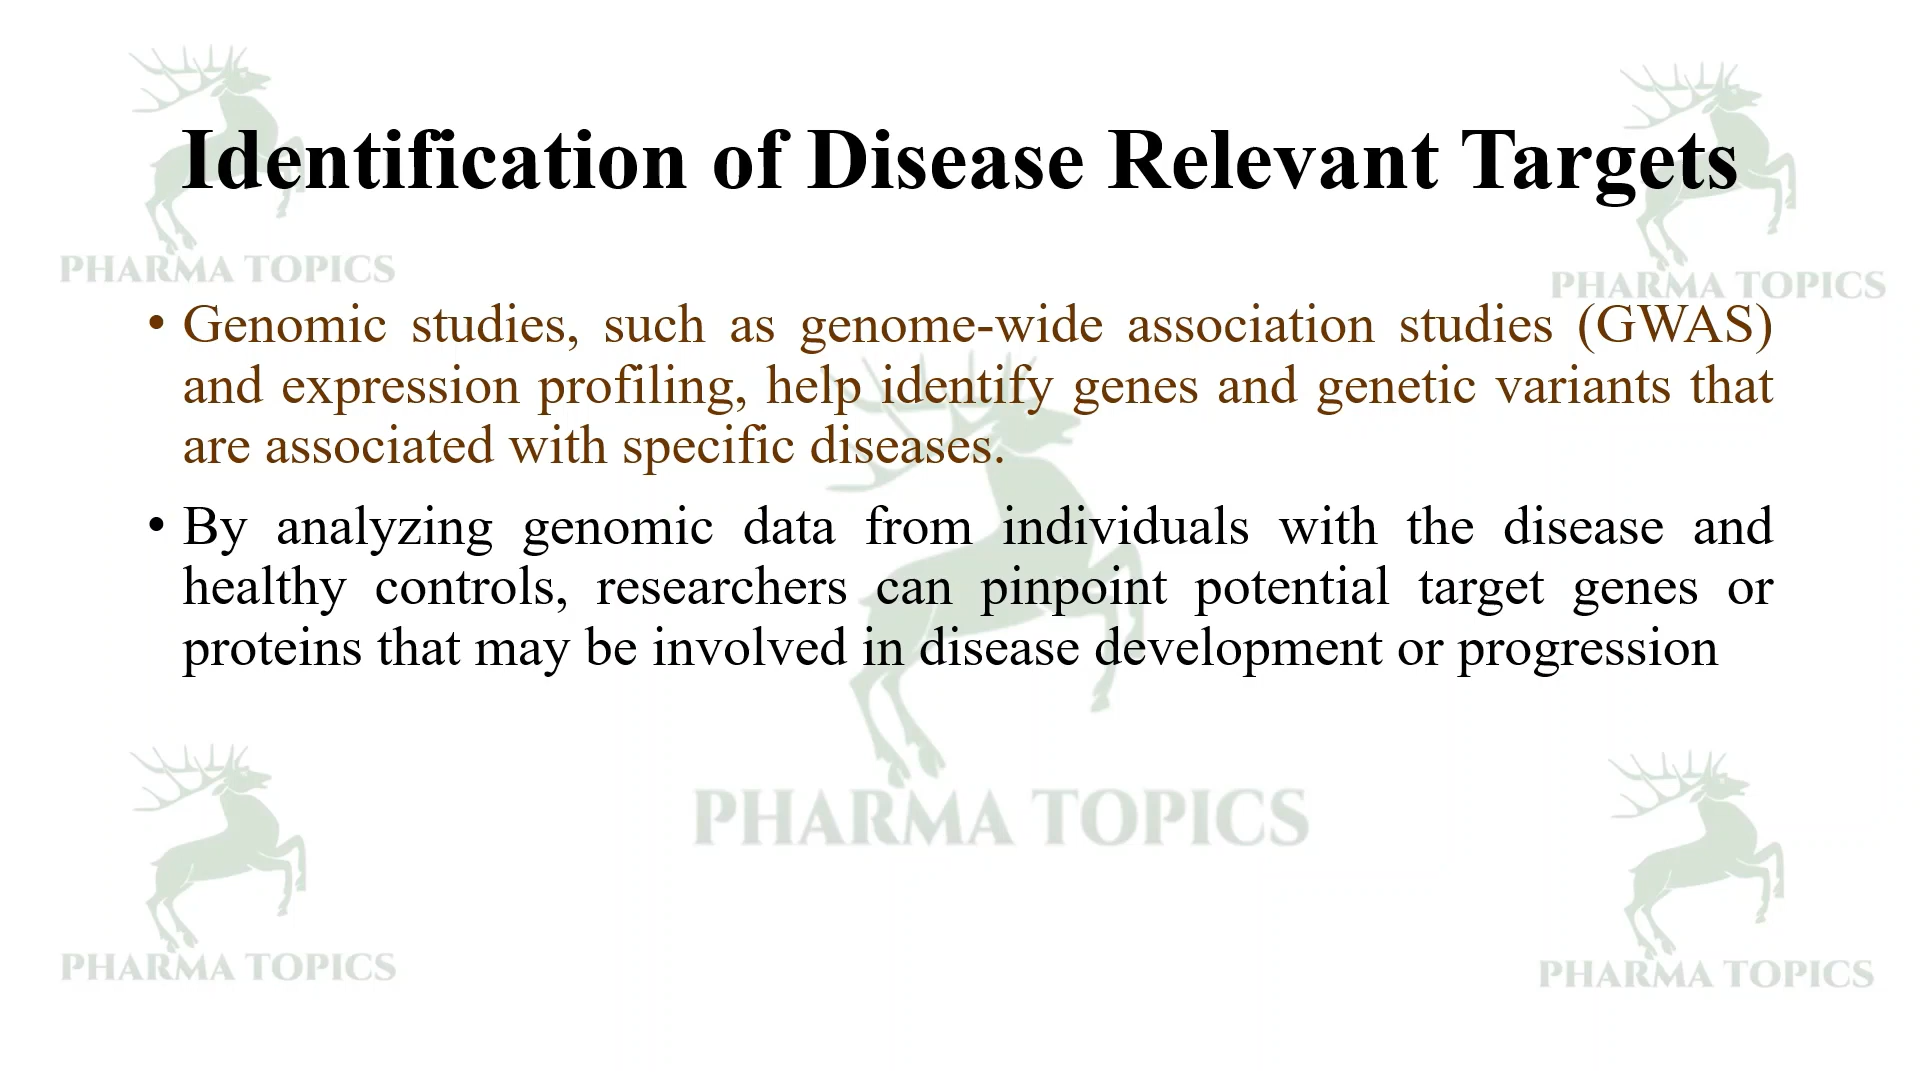 Identification of Disease Relevant Targets
PHARMA TOPICS
PHARMA TOPICS
• Genomic studies, such as genome-wide association studies (GWAS)
and expression profiling, help identify genes and genetic variants that
are associated with specific diseases.
• By analyzing genomic data from individuals with the disease and
healthy controls, researchers can pinpoint potential target genes or
proteins that may be involved in disease development or progression
PHARMA TOPICS
PHARMA TOPICS
PHARMA TOPICS